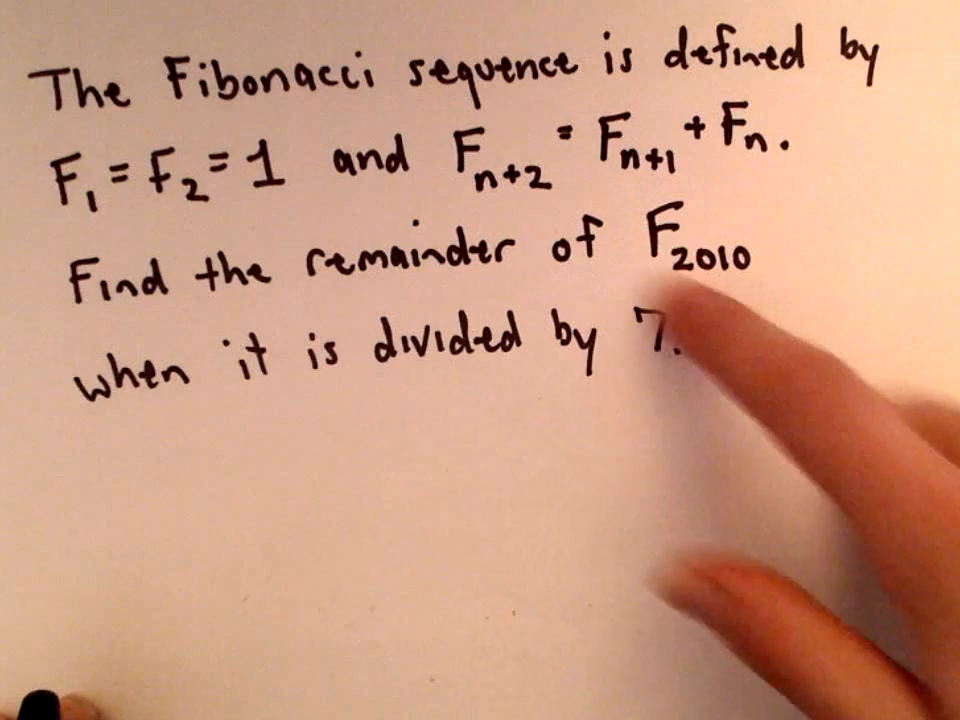 The Fibonacci sequence is defined by
F₁ = F₂ = 1 and Fₙ₊₂ = Fₙ₊₁ + Fₙ.
Find the remainder of F₂₀₁₀
when it is divided by 7.